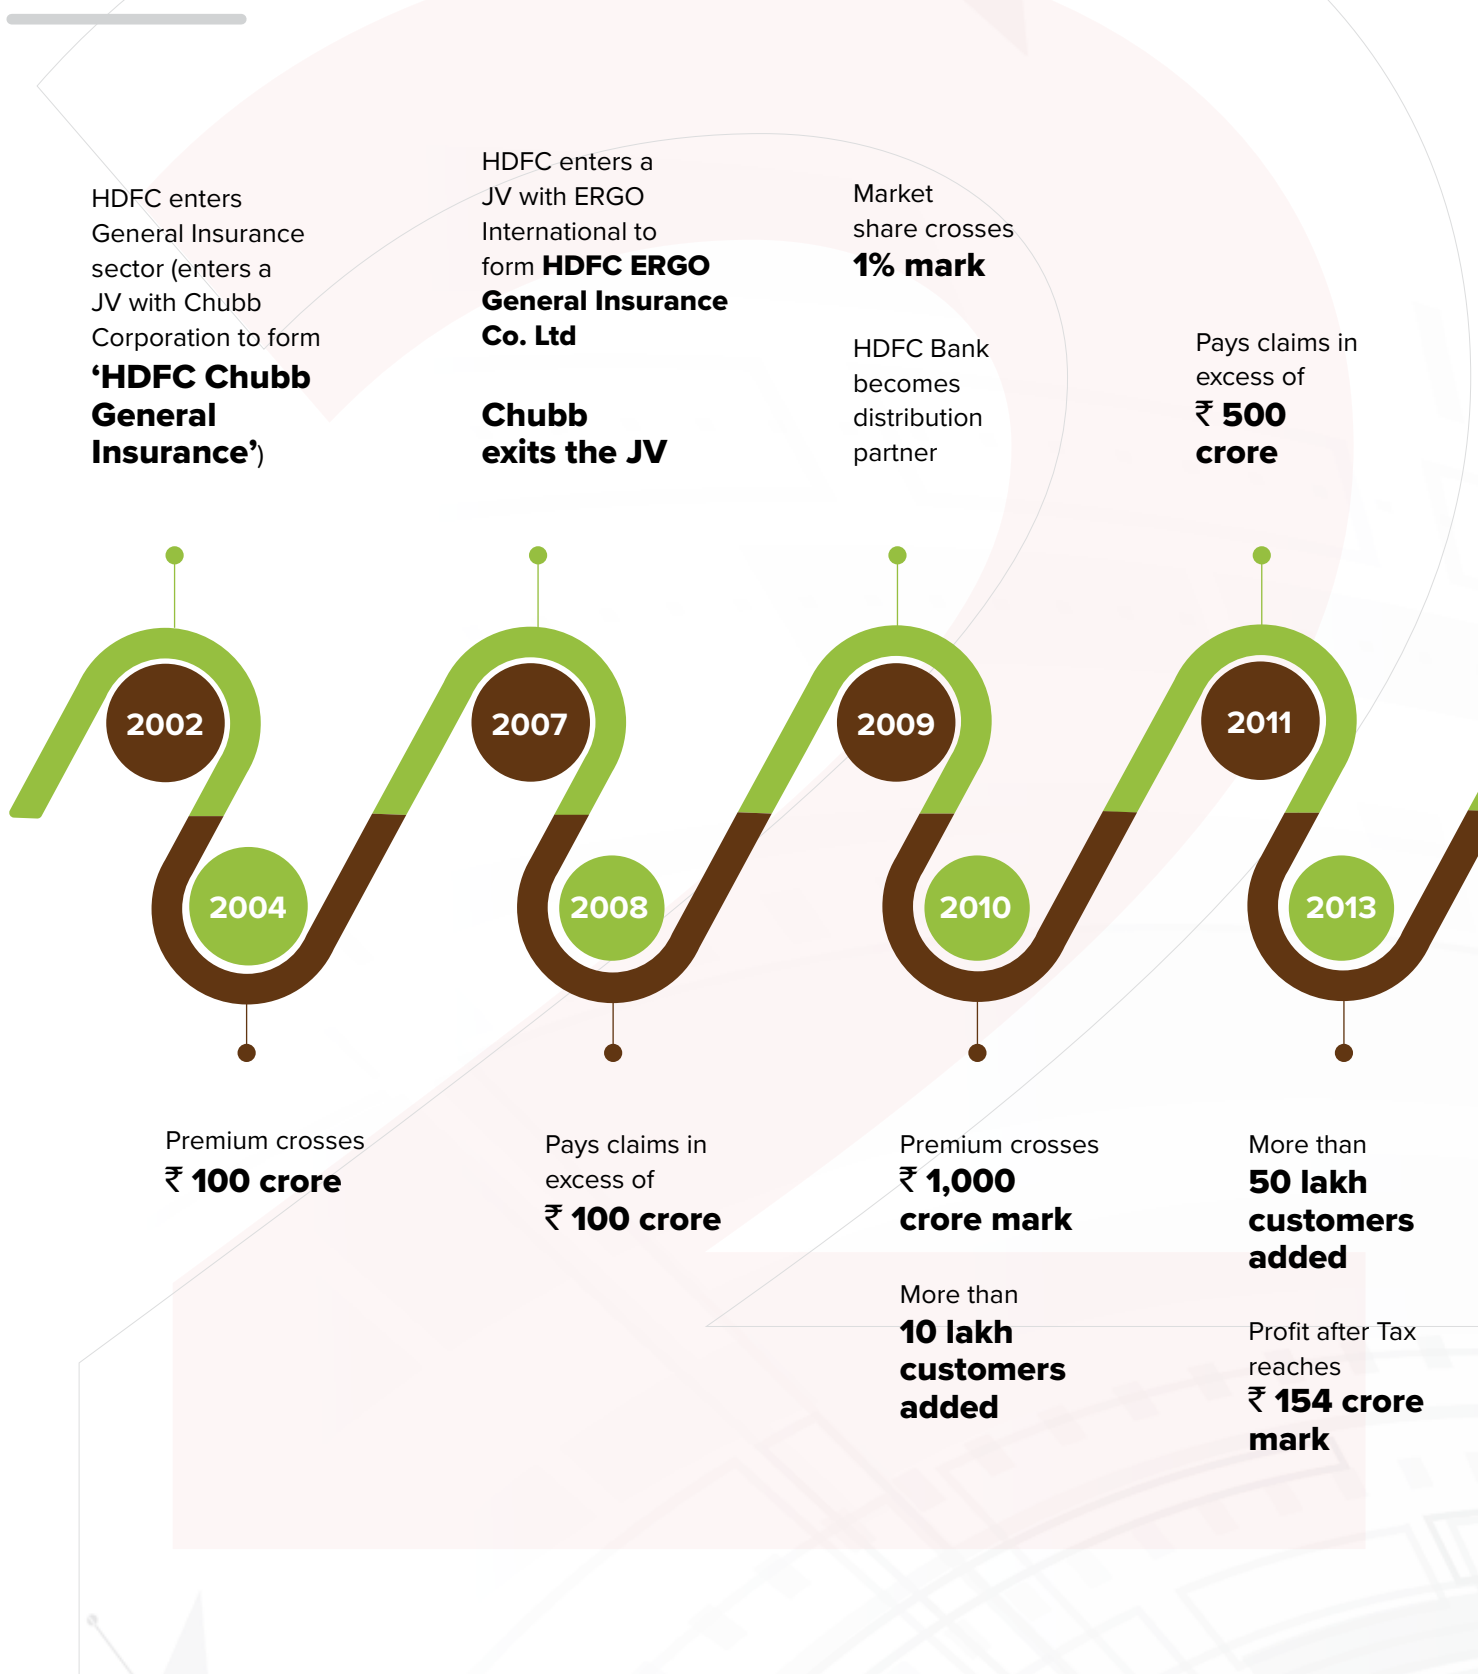 HDFC enters
General Insurance
sector (enters a
JV with Chubb
Corporation to form
‘HDFC Chubb
General
Insurance’)
HDFC enters a
JV with ERGO
International to
form HDFC ERGO
General Insurance
Co. Ltd
Chubb
exits the JV
Market
share crosses
1% mark
HDFC Bank
becomes
distribution
partner
Pays claims in
excess of
₹ 500
crore
2002
2007
2009
2011
2004
2008
2010
2013
Premium crosses
₹ 100 crore
Pays claims in
excess of
₹ 100 crore
Premium crosses
₹ 1,000
crore mark
More than
10 lakh
customers
added
More than
50 lakh
customers
added
Profit after Tax
reaches
₹ 154 crore
mark